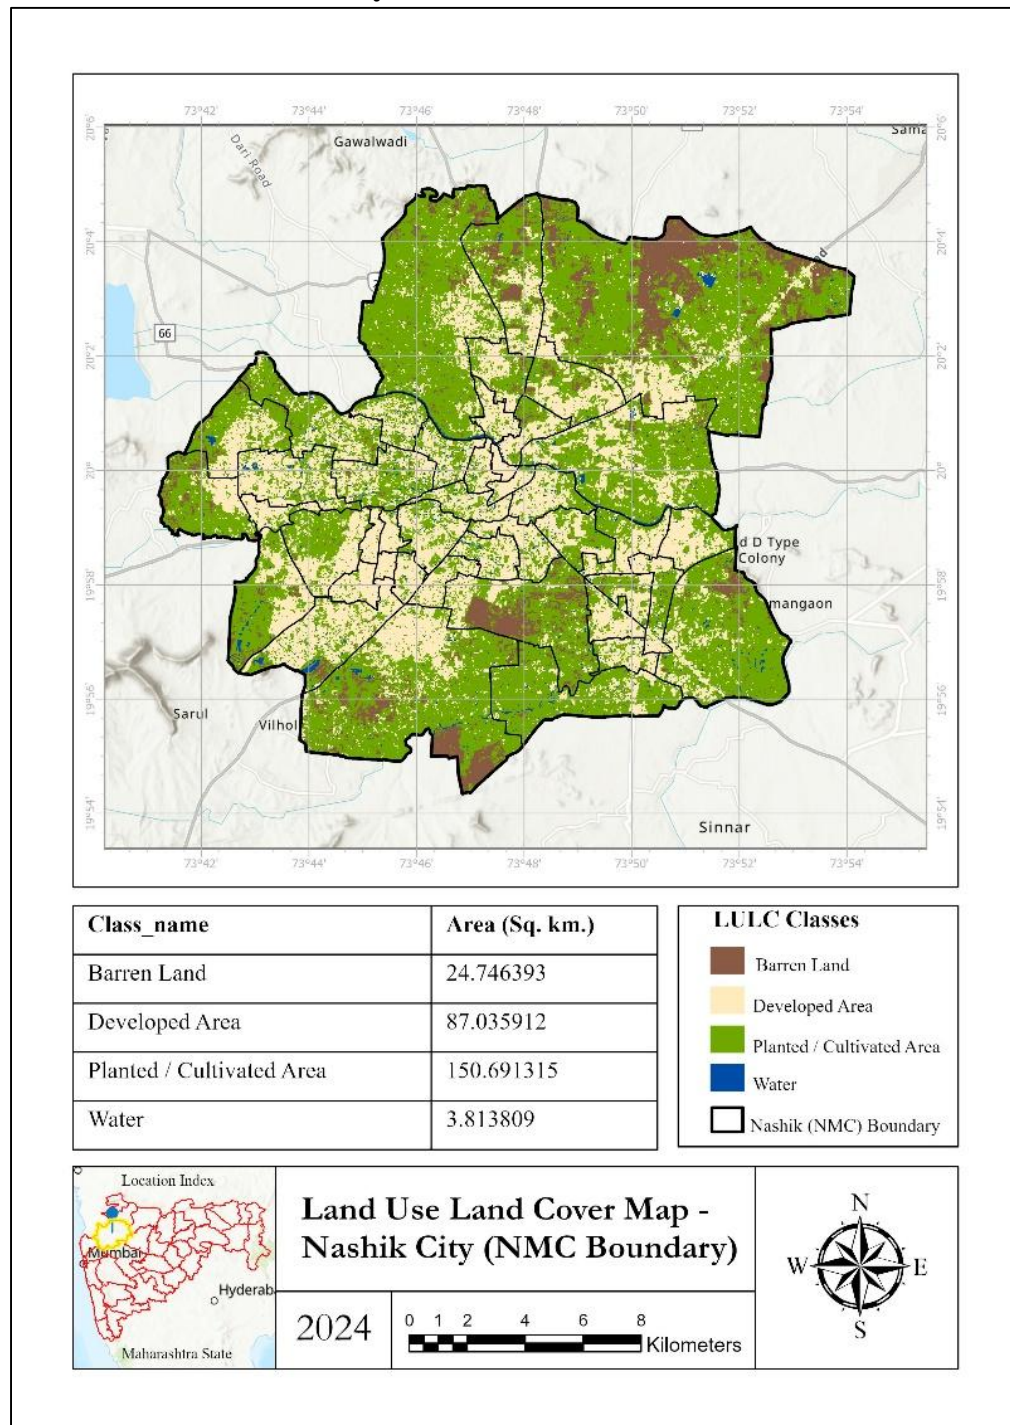 73°42' 73°44' 73°46' 73°48' 73°50' 73°52' 73°54'
20°6' 20°6'
Gawalwadi
Dari Road
20°4' 20°4'
66
20°2' 20°2'
20° 20°
d D Type
Colony
19°58' 19°58'
mangaon
19°56' 19°56'
Sarul
Vilhol
Sinnar
19°54' 19°54'
73°42' 73°44' 73°46' 73°48' 73°50' 73°52' 73°54'
Class_name Area (Sq. km.)
Barren Land 24.746393
Developed Area 87.035912
Planted / Cultivated Area 150.691315
Water 3.813809
LULC Classes
Barren Land
Developed Area
Planted / Cultivated Area
Water
Nashik (NMC) Boundary
Location Index
Mumbai
Hyderab
Maharashtra State
Land Use Land Cover Map -
Nashik City (NMC Boundary)
2024
0 1 2 4 6 8
Kilometers
N
W E
S